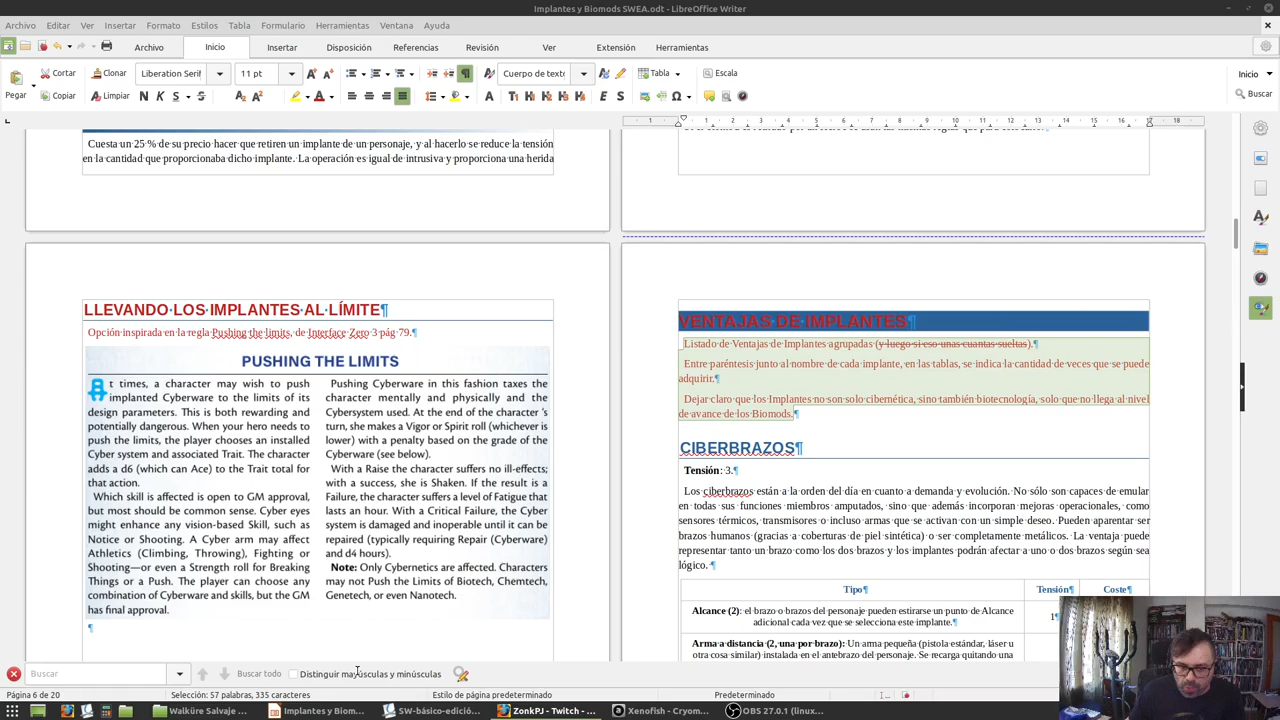 Implantes y Biomods SWEA.odt - LibreOffice Writer
Archivo Editar Ver Insertar Formato Estilos Tabla Formulario Herramientas Ventana Ayuda
Archivo Inicio Insertar Disposición Referencias Revisión Ver Extensión Herramientas
Pegar Cortar Clonar Liberation Serif 11 pt Cuerpo de texto Tabla Escala Inicio
Copiar Limpiar Buscar
1 1 2 3 4 5 6 7 8 9 10 11 12 13 14 15 16 17 18
Cuesta un 25 % de su precio hacer que retiren un implante de un personaje, y al hacerlo se reduce la tensión
en la cantidad que proporcionaba dicho implante. La operación es igual de intrusiva y proporciona una herida
LLEVANDO LOS IMPLANTES AL LÍMITE¶
Opción inspirada en la regla Pushing the limits, de Interface Zero 3 pág 79.¶
PUSHING THE LIMITS
At times, a character may wish to push
implanted Cyberware to the limits of its
design parameters. This is both rewarding and
potentially dangerous. When your hero needs to
push the limits, the player chooses an installed
Cyber system and associated Trait. The character
adds a d6 (which can Ace) to the Trait total for
that action.
Which skill is affected is open to GM approval,
but most should be common sense. Cyber eyes
might enhance any vision-based Skill, such as
Notice or Shooting. A Cyber arm may affect
Athletics (Climbing, Throwing), Fighting or
Shooting—or even a Strength roll for Breaking
Things or a Push. The player can choose any
combination of Cyberware and skills, but the GM
has final approval.
Pushing Cyberware in this fashion taxes the
character mentally and physically and the
Cybersystem used. At the end of the character 's
turn, she makes a Vigor or Spirit roll (whichever is
lower) with a penalty based on the grade of the
Cyberware (see below).
With a Raise the character suffers no ill-effects;
with a success, she is Shaken. If the result is a
Failure, the character suffers a level of Fatigue that
lasts an hour. With a Critical Failure, the Cyber
system is damaged and inoperable until it can be
repaired (typically requiring Repair (Cyberware)
and d4 hours).
Note: Only Cybernetics are affected. Characters
may not Push the Limits of Biotech, Chemtech,
Genetech, or even Nanotech.
¶
VENTAJAS DE IMPLANTES¶
Listado de Ventajas de Implantes agrupadas (y luego si eso unas cuantas sueltas).¶
Entre paréntesis junto al nombre de cada implante, en las tablas, se indica la cantidad de veces que se puede
adquirir.¶
Dejar claro que los Implantes no son solo cibernética, sino también biotecnología, solo que no llega al nivel
de avance de los Biomods.¶
CIBERBRAZOS¶
Tensión: 3.¶
Los ciberbrazos están a la orden del día en cuanto a demanda y evolución. No sólo son capaces de emular
en todas sus funciones miembros amputados, sino que además incorporan mejoras operacionales, como
sensores térmicos, transmisores o incluso armas que se activan con un simple deseo. Pueden aparentar ser
brazos humanos (gracias a coberturas de piel sintética) o ser completamente metálicos. La ventaja puede
representar tanto un brazo como los dos brazos y los implantes podrán afectar a uno o dos brazos según sea
lógico. ¶
Tipo¶ Tensión¶ Coste¶
Alcance (2): el brazo o brazos del personaje pueden estirarse un punto de Alcance
adicional cada vez que se selecciona este implante.¶ 1¶
Arma a distancia (2, una por brazo): Un arma pequeña (pistola estándar, láser u
otra cosa similar) instalada en el antebrazo del personaje. Se recarga quitando una
Buscar Buscar todo Distinguir mayúsculas y minúsculas
Página 6 de 20 Selección: 57 palabras, 335 caracteres Estilo de página predeterminado Predeterminado
Walküre Salvaje Implantes y Biom... SW-básico-edició... ZonkPJ - Twitch - ... Xenofish - Cryom... OBS 27.0.1 (linux...